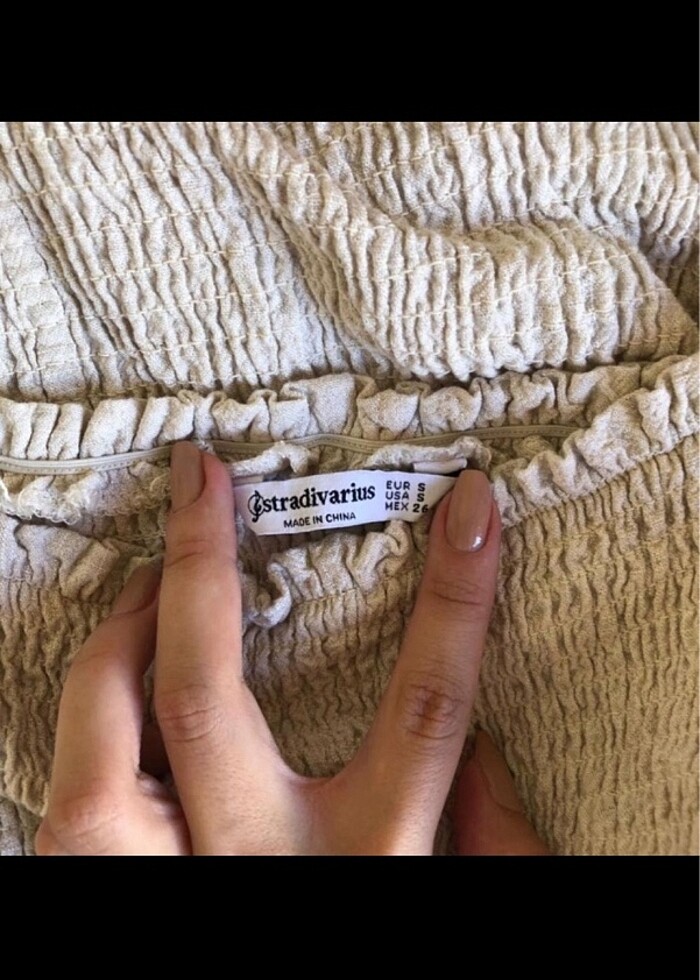 stradivarius
MADE IN CHINA
EUR S
USA S
MEX 26